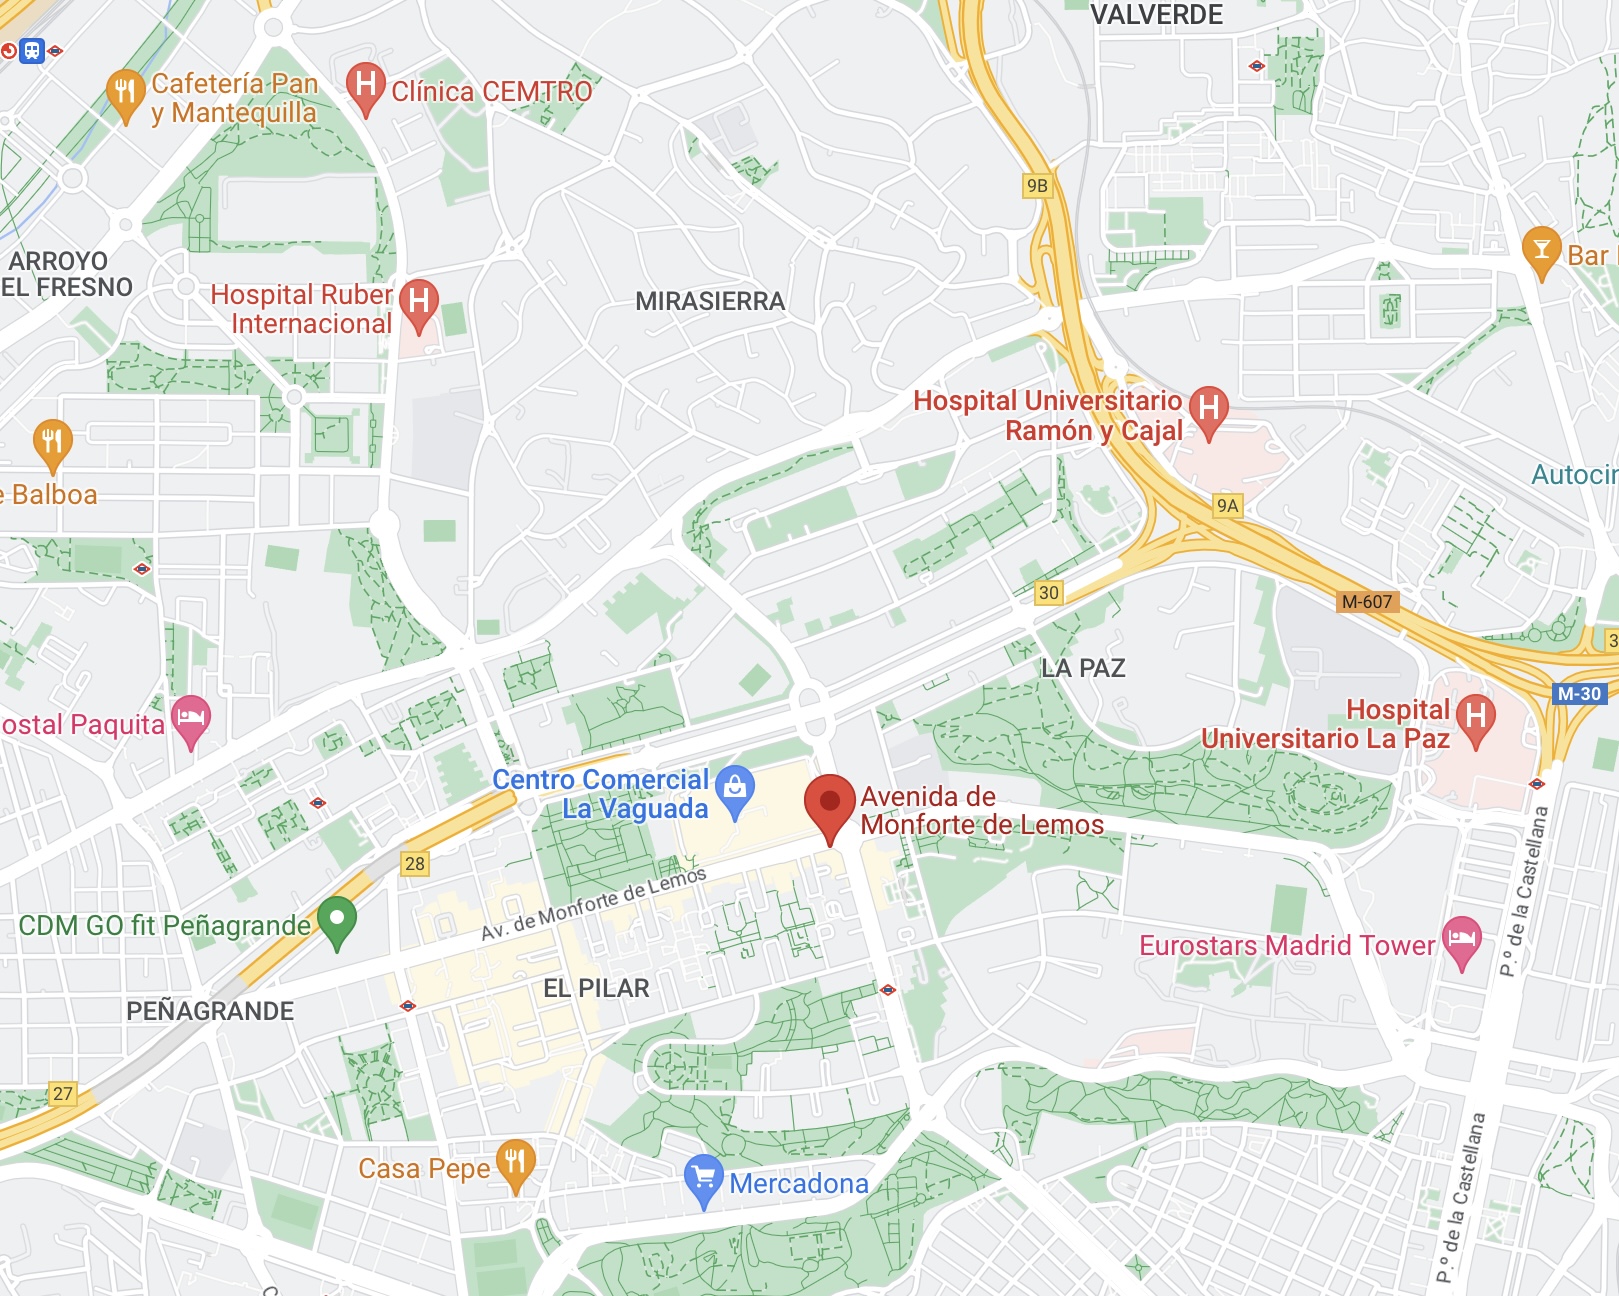 VALVERDE
Cafetería Pan
y Mantequilla
Clínica CEMTRO
9B
Bar
ARROYO
EL FRESNO
Hospital Ruber
Internacional
MIRASIERRA
Hospital Universitario
Ramón y Cajal
e Balboa
Autocin
9A
30
M-607
LA PAZ
M-30
ostal Paquita
Hospital
Universitario La Paz
Centro Comercial
La Vaguada
Avenida de
Monforte de Lemos
28
Av. de Monforte de Lemos
P.º de la Castellana
CDM GO fit Peñagrande
Eurostars Madrid Tower
EL PILAR
PEÑAGRANDE
27
Casa Pepe
Mercadona
P.º de la Castellana